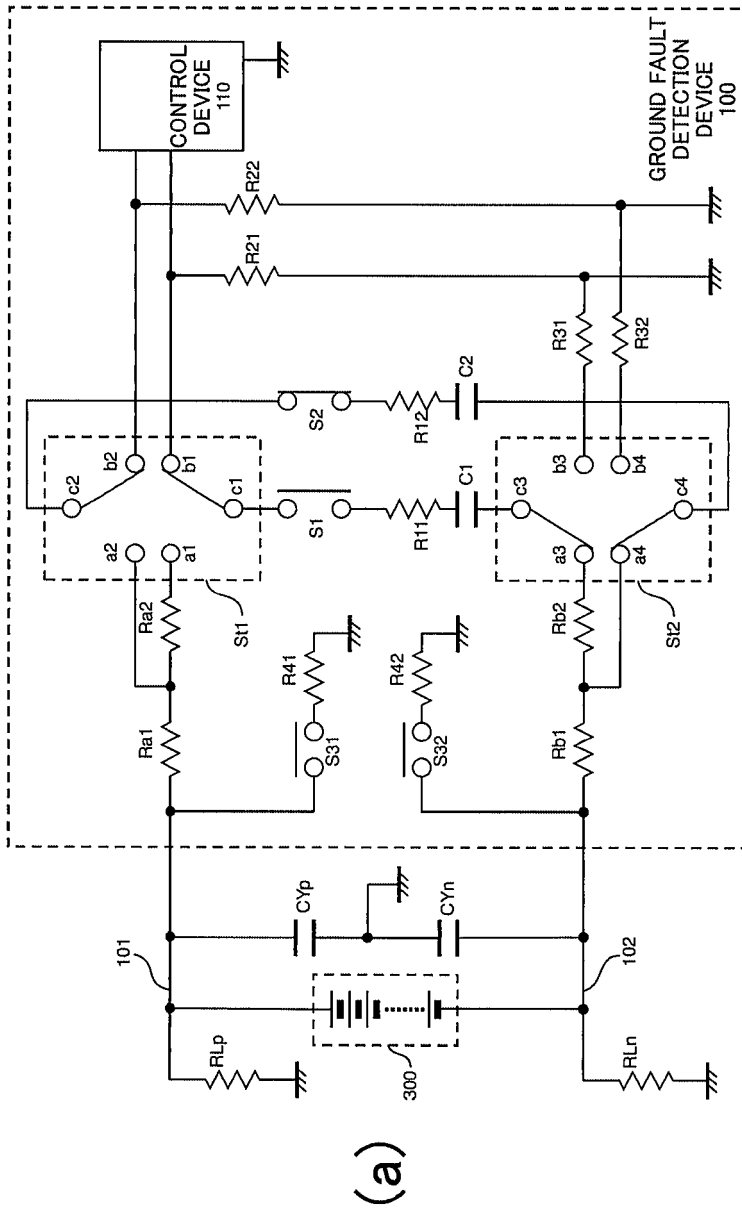 (a)
GROUND FAULT
DETECTION
DEVICE
100
CONTROL
DEVICE
110
R22
R21
R31
R32
C2
S2
R12
b2
b1
c2
c1
S1
R11
C1
c3
b3
b4
c4
a2
a1
a3
a4
St1
St2
Ra2
Rb2
R41
R42
Ra1
S31
S32
Rb1
CYp
CYn
101
102
RLp
300
RLn